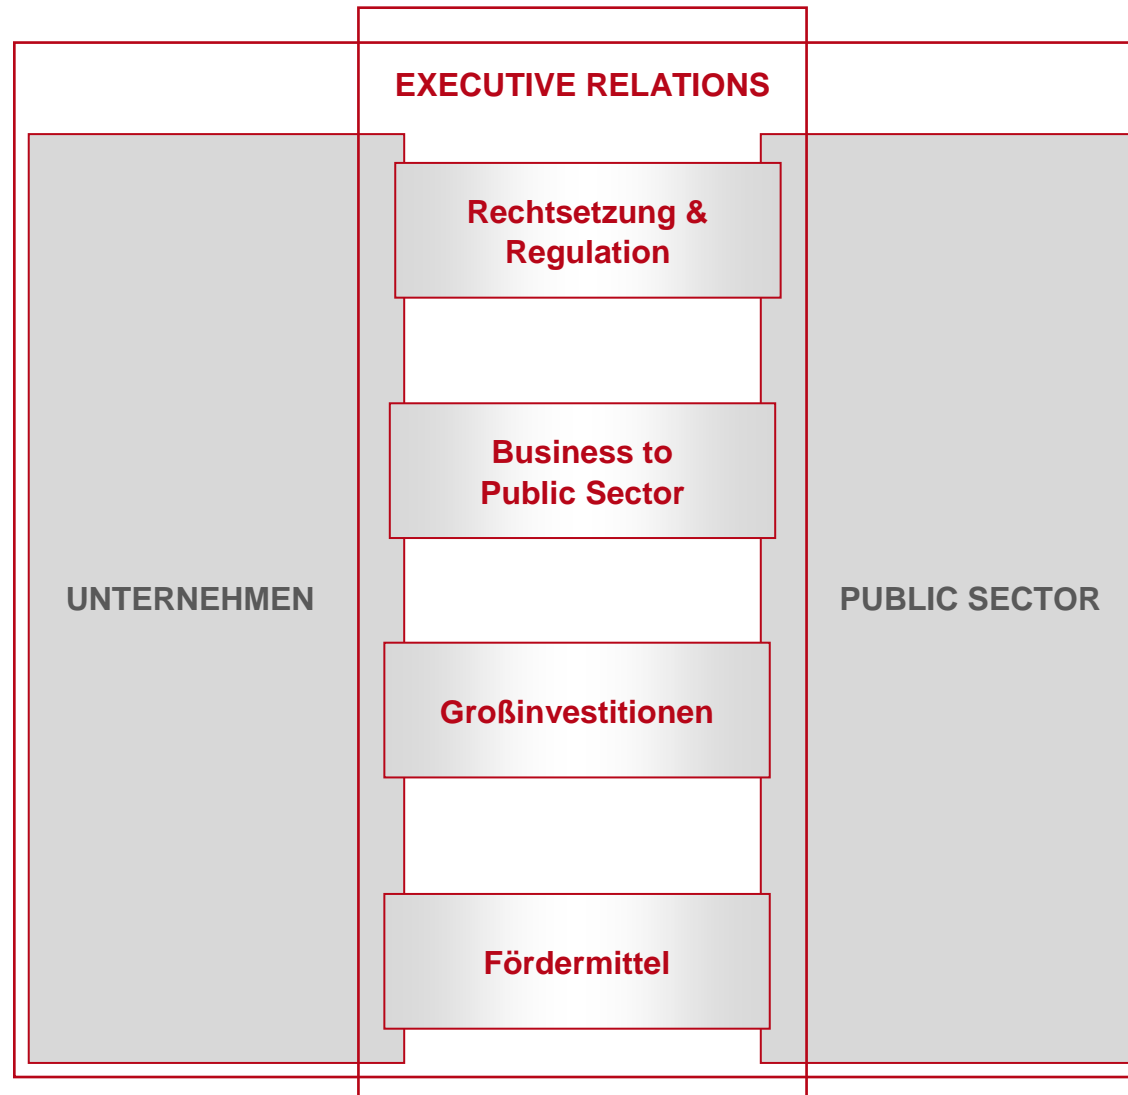 EXECUTIVE RELATIONS
Rechtsetzung &
Regulation
Business to
Public Sector
UNTERNEHMEN
PUBLIC SECTOR
Großinvestitionen
Fördermittel